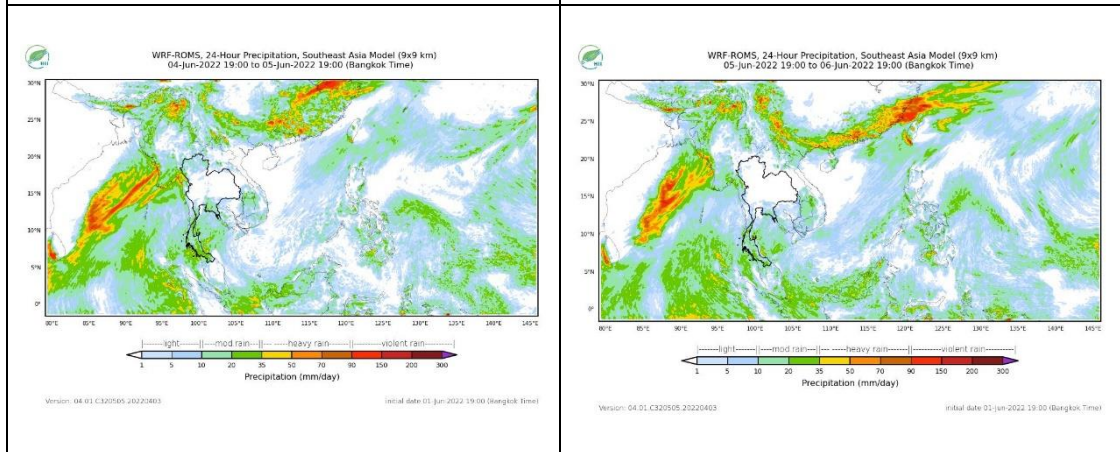 WRF-ROMS, 24-Hour Precipitation, Southeast Asia Model (9x9 km)
04-Jun-2022 19:00 to 05-Jun-2022 19:00 (Bangkok Time)
30°N
25°N
20°N
15°N
10°N
5°N
0°
80°E 85°E 90°E 95°E 100°E 105°E 110°E 115°E 120°E 125°E 130°E 135°E 140°E 145°E
|------light------||----mod rain---||--- ------heavy rain-------||---------violent rain---------|
1 5 10 20 35 50 70 90 150 200 300
Precipitation (mm/day)
Version: 04.01.C320505.20220403
initial date 01-Jun-2022 19:00 (Bangkok Time)
WRF-ROMS, 24-Hour Precipitation, Southeast Asia Model (9x9 km)
05-Jun-2022 19:00 to 06-Jun-2022 19:00 (Bangkok Time)
30°N
25°N
20°N
15°N
10°N
5°N
0°
80°E 85°E 90°E 95°E 100°E 105°E 110°E 115°E 120°E 125°E 130°E 135°E 140°E 145°E
|-------light-------||----mod rain---||--- -----heavy rain-------||----------violent rain---------|
1 5 10 20 35 50 70 90 150 200 300
Precipitation (mm/day)
Version: 04.01.C320505.20220403
initial date 01-Jun-2022 19:00 (Bangkok Time)